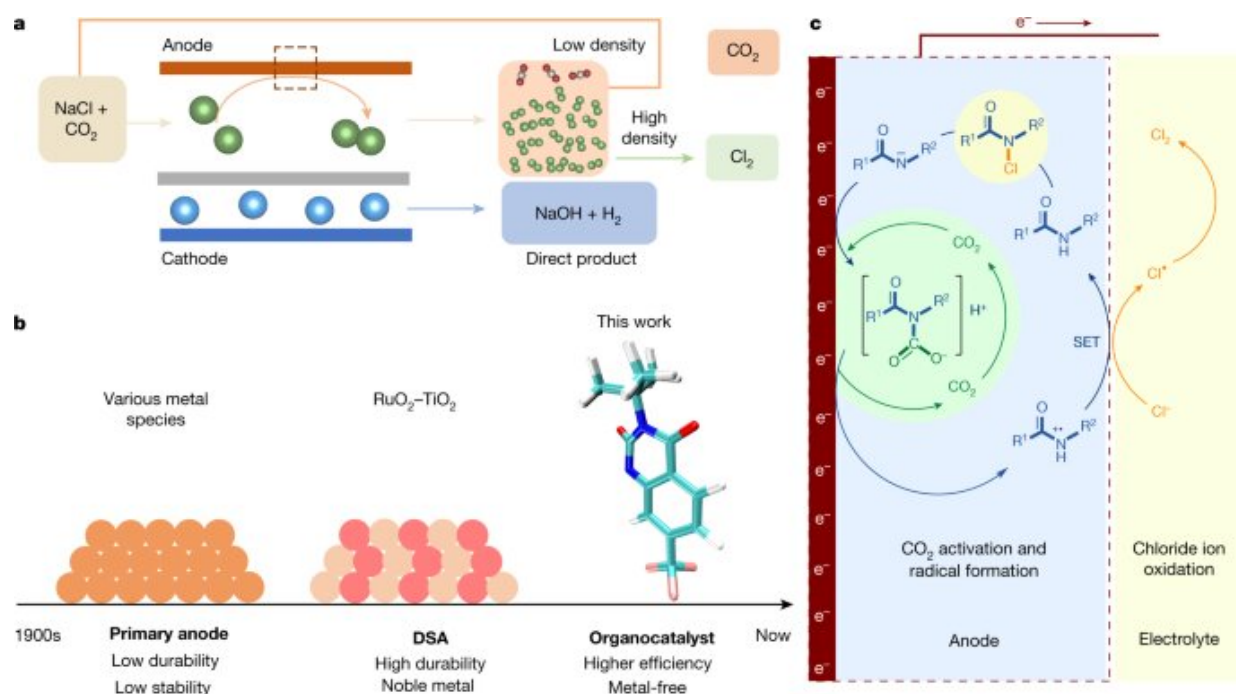 a
Anode
Low density
CO₂
NaCl +
CO₂
High
density
Cl₂
NaOH + H₂
Cathode
Direct product
b
This work
Various metal
species
RuO₂–TiO₂
1900s
Primary anode
Low durability
Low stability
DSA
High durability
Noble metal
Organocatalyst
Higher efficiency
Metal-free
Now
c
e⁻
e⁻
e⁻
e⁻
e⁻
e⁻
e⁻
e⁻
e⁻
e⁻
e⁻
e⁻
e⁻
O
R¹
N
R²
Cl
O
R¹
N
R²
Cl₂
O
R¹
N
H
R²
CO₂
O
R¹
N
R²
C
O
O⁻
H⁺
CO₂
Cl•
SET
Cl⁻
O
R¹
N
H
R²
CO₂ activation and
radical formation
Chloride ion
oxidation
Anode
Electrolyte